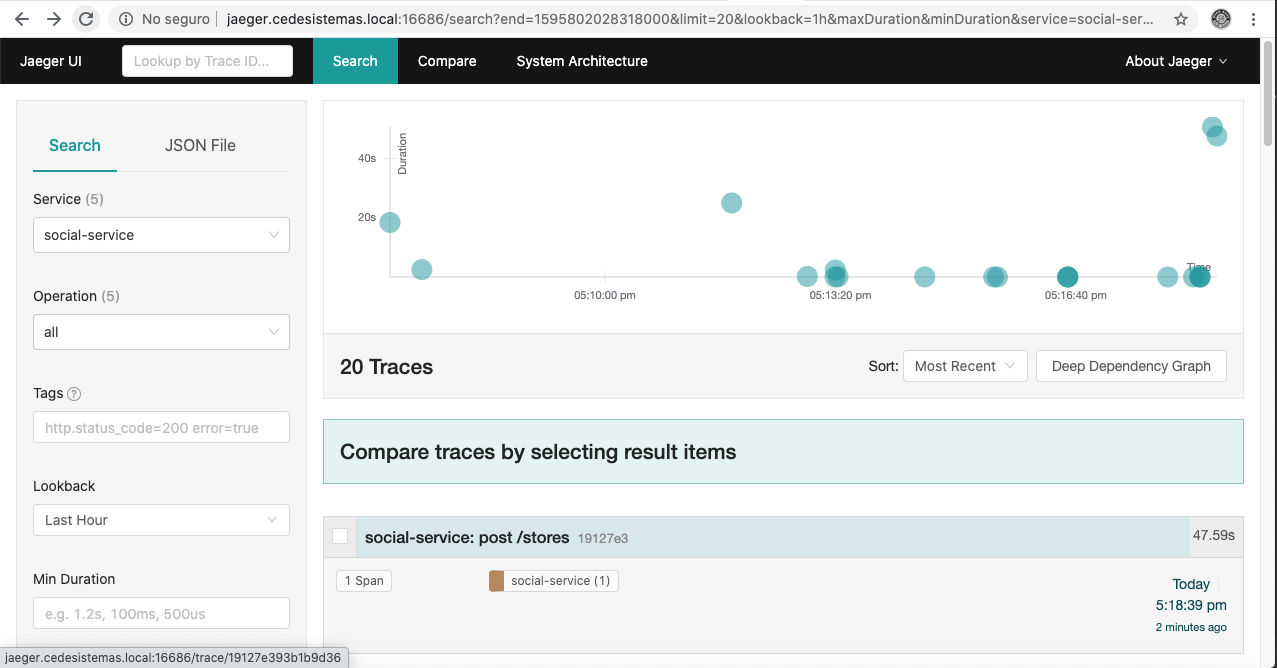 No seguro
jaeger.cedesistemas.local:16686/search?end=1595802028318000&limit=20&lookback=1h&maxDuration&minDuration&service=social-ser...
Jaeger UI
Lookup by Trace ID...
Search
Compare
System Architecture
About Jaeger
Search
JSON File
Service (5)
social-service
Operation (5)
all
Tags ?
http.status_code=200 error=true
Lookback
Last Hour
Min Duration
e.g. 1.2s, 100ms, 500us
jaeger.cedesistemas.local:16686/trace/19127e393b1b9d36
Duration
40s
20s
Time
05:10:00 pm
05:13:20 pm
05:16:40 pm
20 Traces
Sort:
Most Recent
Deep Dependency Graph
Compare traces by selecting result items
social-service: post /stores 19127e3
47.59s
1 Span
social-service (1)
Today
5:18:39 pm
2 minutes ago